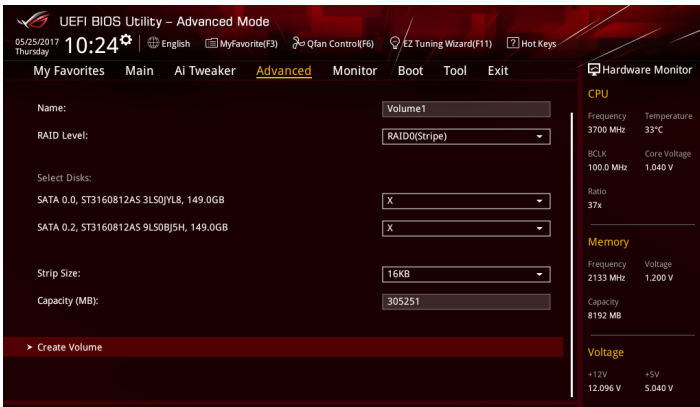 UEFI BIOS Utility – Advanced Mode
05/25/2017 Thursday 10:24 English MyFavorite(F3) Qfan Control(F6) EZ Tuning Wizard(F11) ? Hot Keys
My Favorites Main Ai Tweaker Advanced Monitor Boot Tool Exit
Name: Volume1
RAID Level: RAID0(Stripe)
Select Disks:
SATA 0.0, ST3160812AS 3LS0JYL8, 149.0GB X
SATA 0.2, ST3160812AS 9LS0BJ5H, 149.0GB X
Strip Size: 16KB
Capacity (MB): 305251
> Create Volume
Hardware Monitor
CPU
Frequency Temperature
3700 MHz 33°C
BCLK Core Voltage
100.0 MHz 1.040 V
Ratio
37x
Memory
Frequency Voltage
2133 MHz 1.200 V
Capacity
8192 MB
Voltage
+12V +5V
12.096 V 5.040 V